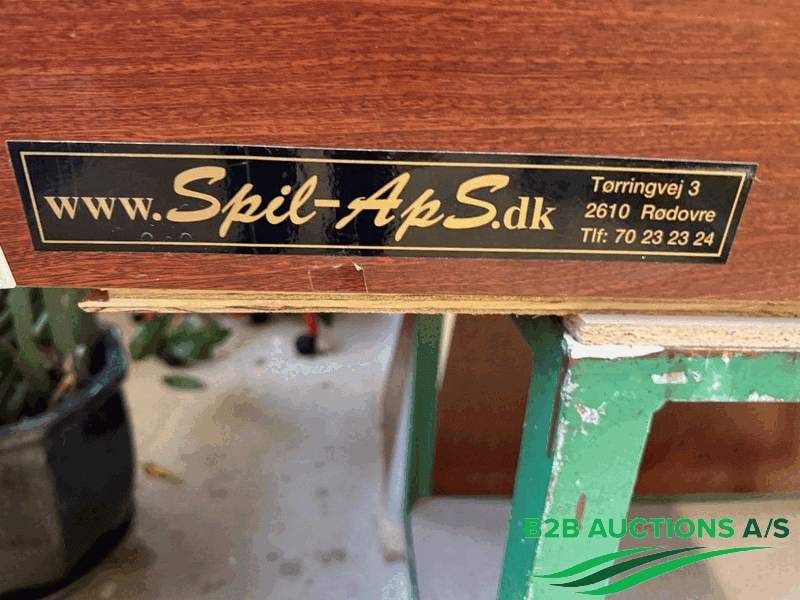 www.Spil-ApS.dk
Tørringvej 3
2610 Rødovre
Tlf: 70 23 23 24
B2B AUCTIONS A/S